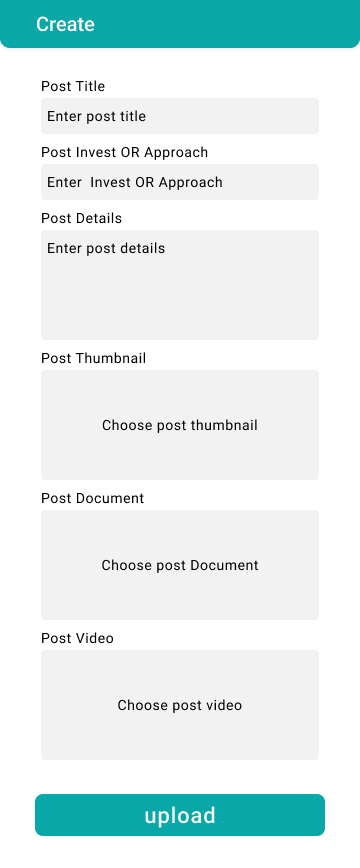 Create
Post Title
Enter post title
Post Invest OR Approach
Enter  Invest OR Approach
Post Details
Enter post details
Post Thumbnail
Choose post thumbnail
Post Document
Choose post Document
Post Video
Choose post video
upload